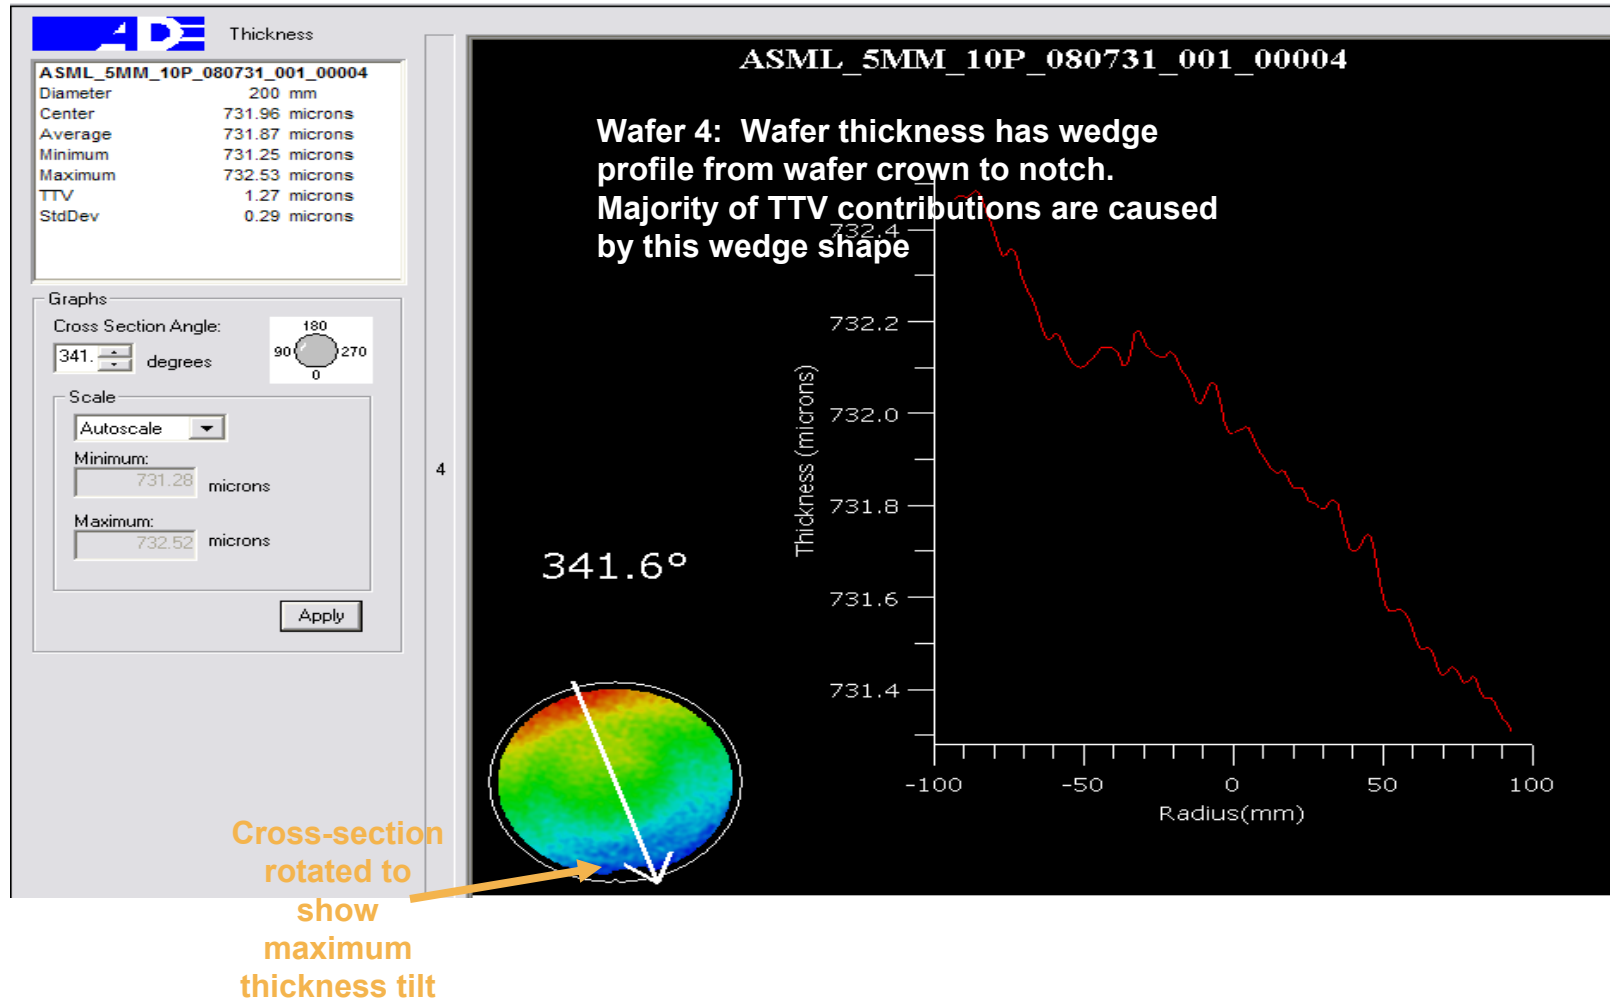 ADE
Thickness
ASML_5MM_10P_080731_001_00004
Diameter 200 mm
Center 731.96 microns
Average 731.87 microns
Minimum 731.25 microns
Maximum 732.53 microns
TTV 1.27 microns
StdDev 0.29 microns
Graphs
Cross Section Angle:
341. degrees
180
90 270
0
Scale
Autoscale
Minimum:
731.28 microns
Maximum:
732.52 microns
Apply
4
ASML_5MM_10P_080731_001_00004
Wafer 4: Wafer thickness has wedge
profile from wafer crown to notch.
Majority of TTV contributions are caused
by this wedge shape
732.4
732.2
732.0
731.8
731.6
731.4
Thickness (microns)
-100 -50 0 50 100
Radius(mm)
341.6°
Cross-section
rotated to
show
maximum
thickness tilt